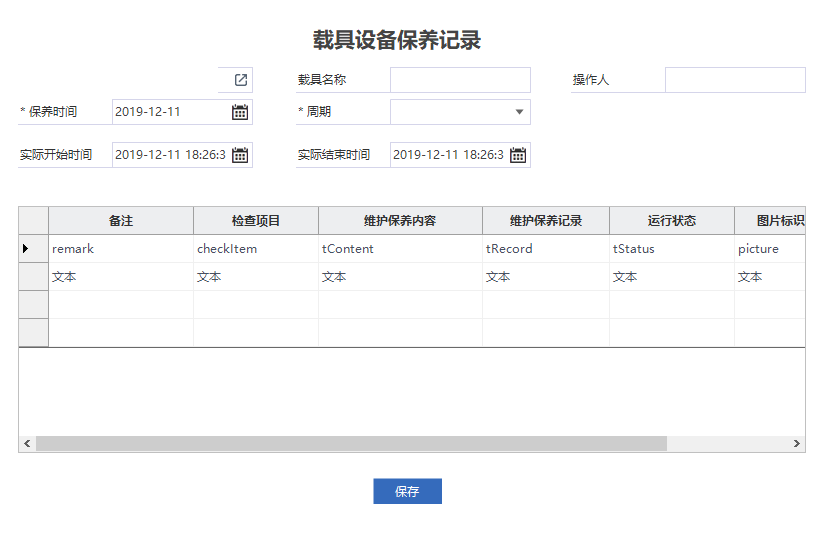 载具设备保养记录
载具名称 操作人
* 保养时间 2019-12-11 * 周期
实际开始时间 2019-12-11 18:26:3 实际结束时间 2019-12-11 18:26:3
备注 检查项目 维护保养内容 维护保养记录 运行状态 图片标识
remark checkItem tContent tRecord tStatus picture
文本 文本 文本 文本 文本 文本
保存